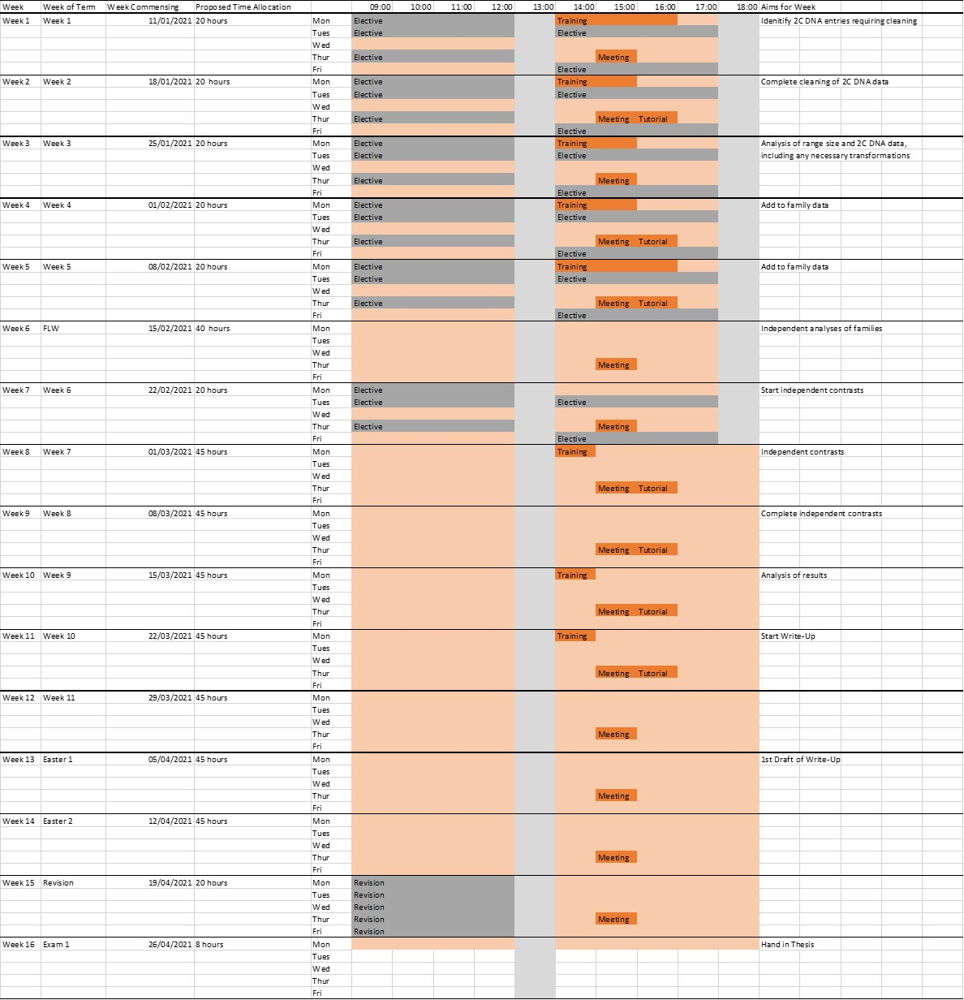 Week Week of Term Week Commensing Proposed Time Allocation 09:00 10:00 11:00 12:00 13:00 14:00 15:00 16:00 17:00 18:00 Aims for Week
Week 1 Week 1 11/01/2021 20 hours Mon Elective Training Identify 2C DNA entries requiring cleaning
Tues Elective Elective
Wed
Thur Elective Meeting
Fri Elective
Week 2 Week 2 18/01/2021 20 hours Mon Elective Training Complete cleaning of 2C DNA data
Tues Elective Elective
Wed
Thur Elective Meeting Tutorial
Fri Elective
Week 3 Week 3 25/01/2021 20 hours Mon Elective Training Analysis of range size and 2C DNA data,
Tues Elective Elective including any necessary transformations
Wed
Thur Elective Meeting
Fri Elective
Week 4 Week 4 01/02/2021 20 hours Mon Elective Training Add to family data
Tues Elective Elective
Wed
Thur Elective Meeting Tutorial
Fri Elective
Week 5 Week 5 08/02/2021 20 hours Mon Elective Training Add to family data
Tues Elective Elective
Wed
Thur Elective Meeting Tutorial
Fri Elective
Week 6 FLW 15/02/2021 40 hours Mon Independent analyses of families
Tues
Wed
Thur Meeting
Fri
Week 7 Week 6 22/02/2021 20 hours Mon Elective Start independent contrasts
Tues Elective Elective
Wed
Thur Elective Meeting
Fri Elective
Week 8 Week 7 01/03/2021 45 hours Mon Training Independent contrasts
Tues
Wed
Thur Meeting Tutorial
Fri
Week 9 Week 8 08/03/2021 45 hours Mon Complete independent contrasts
Tues
Wed
Thur Meeting Tutorial
Fri
Week 10 Week 9 15/03/2021 45 hours Mon Training Analysis of results
Tues
Wed
Thur Meeting Tutorial
Fri
Week 11 Week 10 22/03/2021 45 hours Mon Training Start Write-Up
Tues
Wed
Thur Meeting Tutorial
Fri
Week 12 Week 11 29/03/2021 45 hours Mon
Tues
Wed
Thur Meeting
Fri
Week 13 Easter 1 05/04/2021 45 hours Mon 1st Draft of Write-Up
Tues
Wed
Thur Meeting
Fri
Week 14 Easter 2 12/04/2021 45 hours Mon
Tues
Wed
Thur Meeting
Fri
Week 15 Revision 19/04/2021 20 hours Mon Revision
Tues Revision
Wed Revision
Thur Revision Meeting
Fri Revision
Week 16 Exam 1 26/04/2021 8 hours Mon Hand in Thesis
Tues
Wed
Thur
Fri